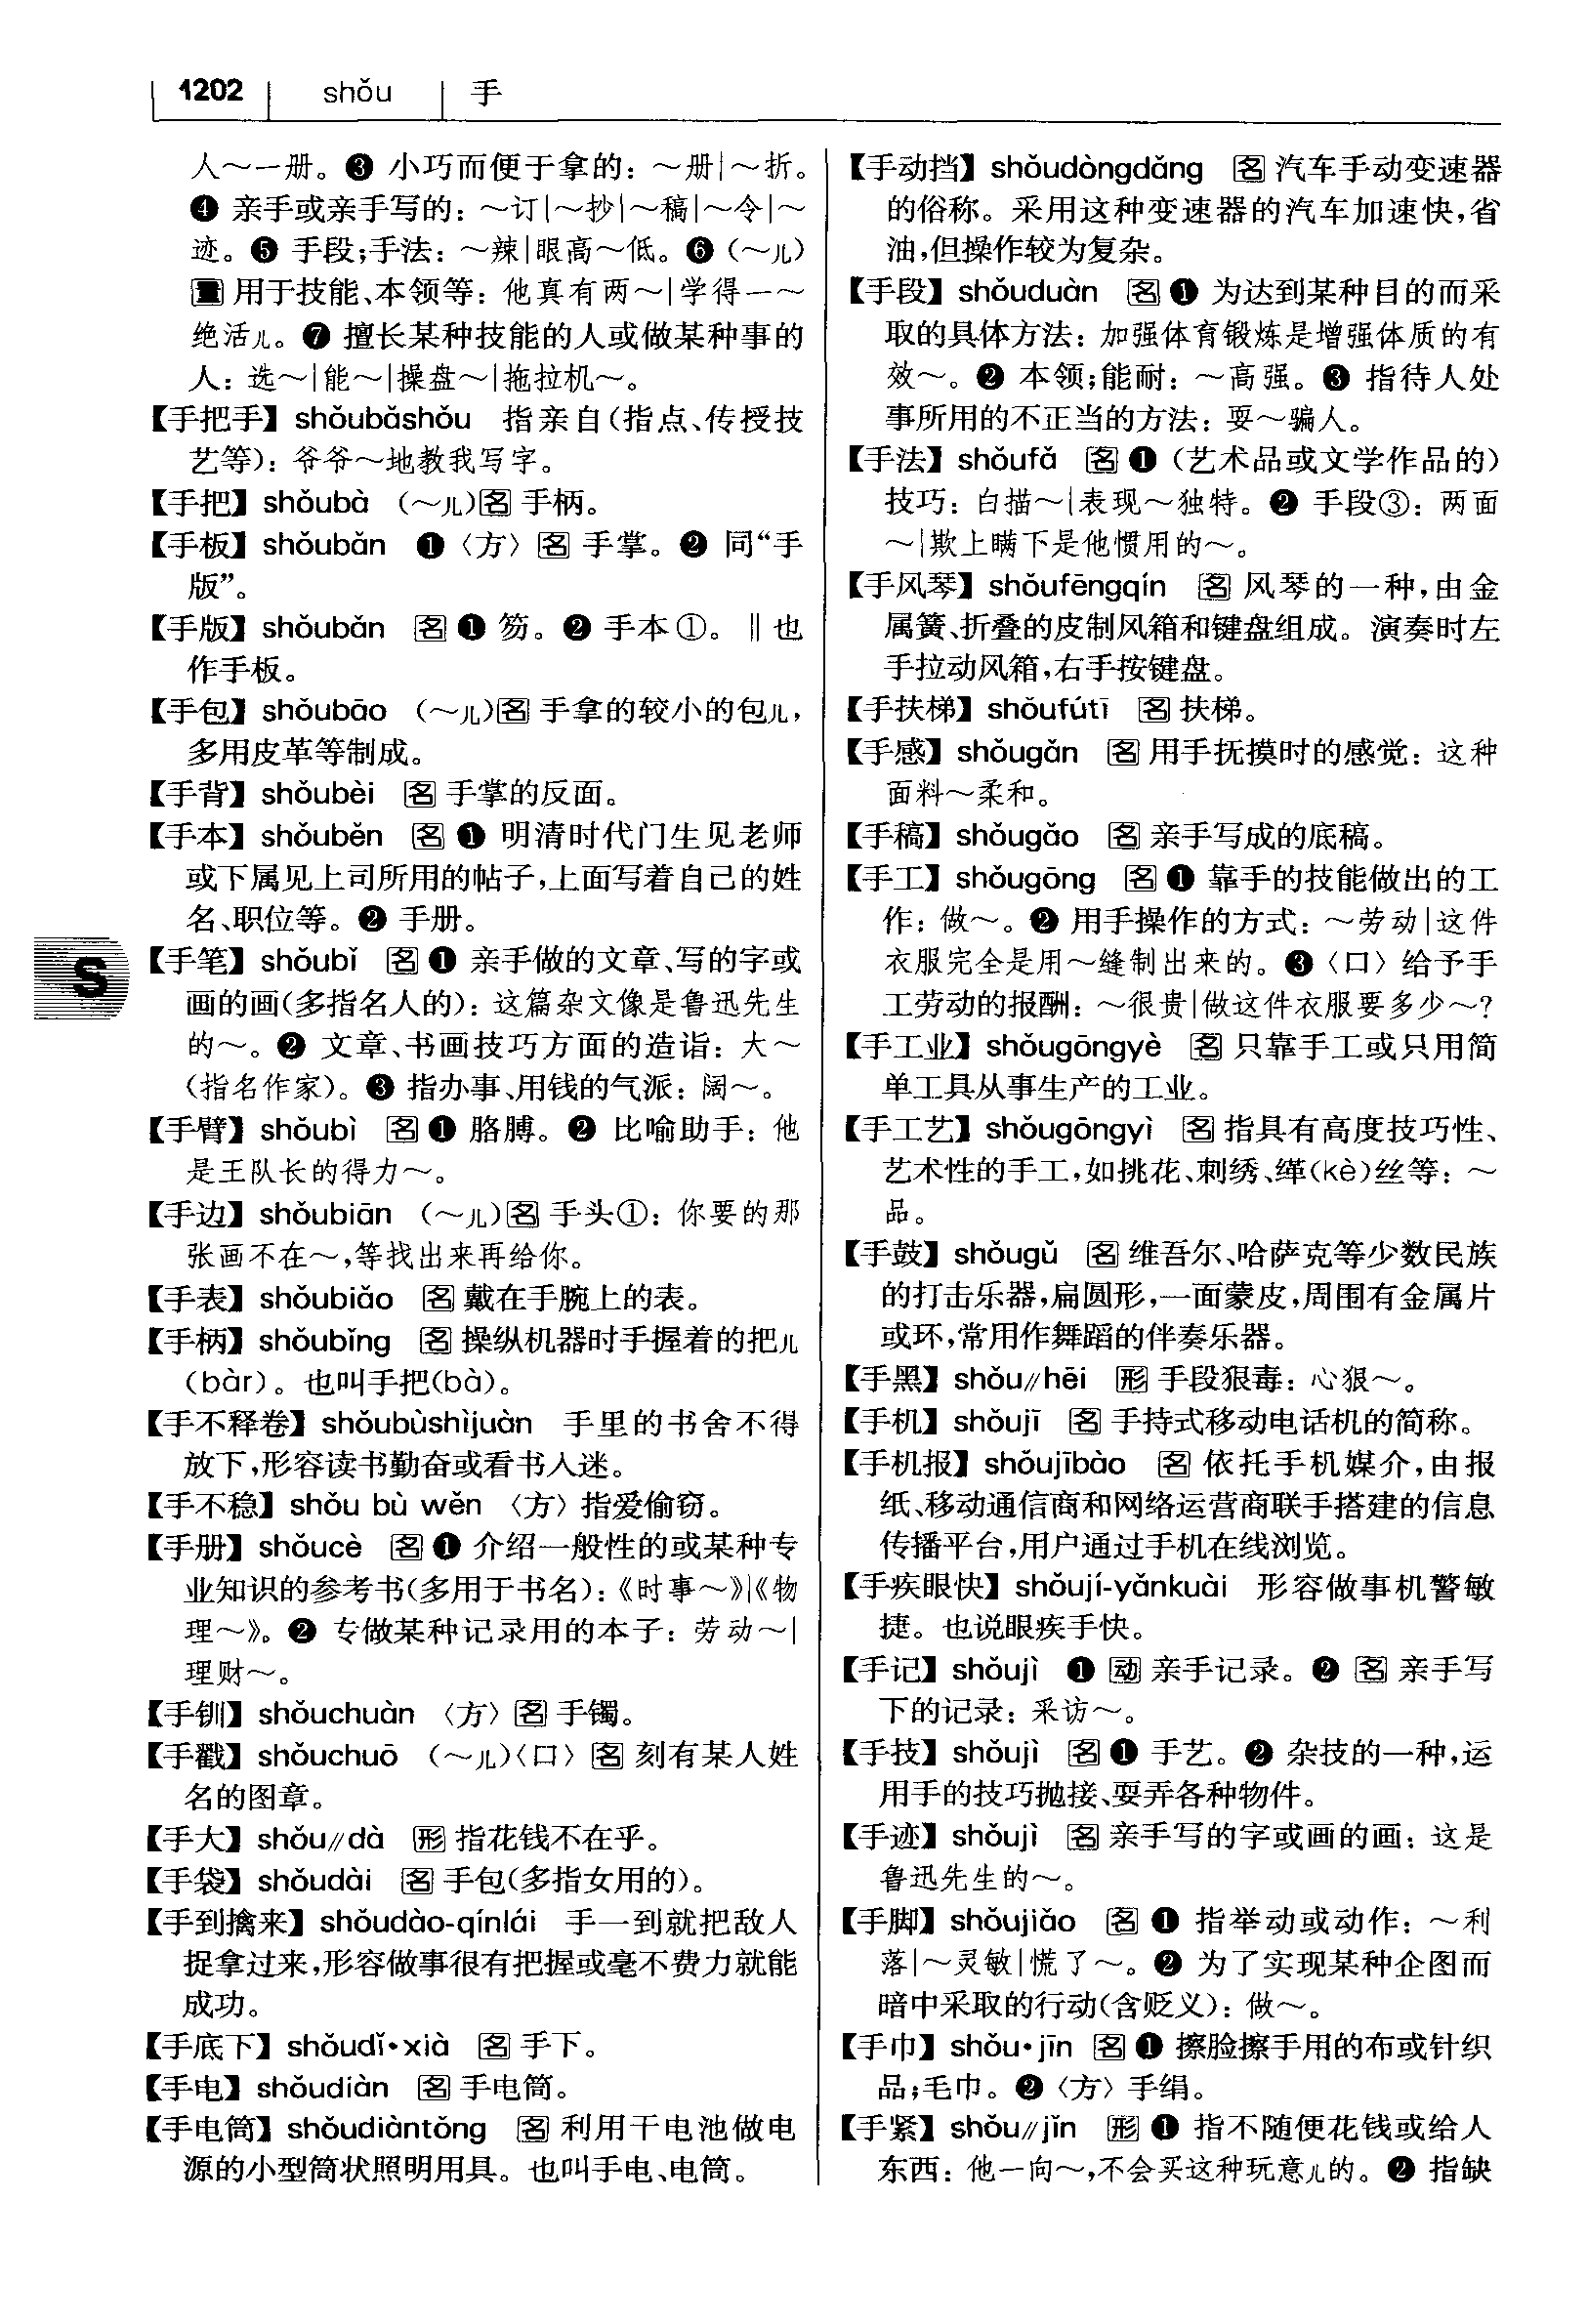 1202 shǒu 手
人～一册。❸ 小巧而便于拿的：～册|～折。
❹ 亲手或亲手写的：～订|～抄|～稿|～令|～
迹。❺ 手段;手法：～辣|眼高～低。❻（～儿）
量 用于技能、本领等：他真有两～|学得一～
绝活儿。❼ 擅长某种技能的人或做某种事的
人：选～|能～|操盘～|拖拉机～。
【手把手】shǒubǎshǒu 指亲自（指点、传授技
艺等）：爷爷～地教我写字。
【手把】shǒubà （～儿）名 手柄。
【手板】shǒubǎn ❶〈方〉名 手掌。❷ 同“手
版”。
【手版】shǒubǎn 名 ❶ 笏。❷ 手本①。‖也
作手板。
【手包】shǒubāo （～儿）名 手拿的较小的包儿，
多用皮革等制成。
【手背】shǒubèi 名 手掌的反面。
【手本】shǒuběn 名 ❶ 明清时代门生见老师
或下属见上司所用的帖子，上面写着自己的姓
名、职位等。❷ 手册。
【手笔】shǒubǐ 名 ❶ 亲手做的文章、写的字或
画的画（多指名人的）：这篇杂文像是鲁迅先生
的～。❷ 文章、书画技巧方面的造诣：大～
（指名作家）。❸ 指办事、用钱的气派：阔～。
【手臂】shǒubì 名 ❶ 胳膊。❷ 比喻助手：他
是王队长的得力～。
【手边】shǒubiān （～儿）名 手头①：你要的那
张画不在～，等找出来再给你。
【手表】shǒubiǎo 名 戴在手腕上的表。
【手柄】shǒubǐng 名 操纵机器时手握着的把儿
（bàr）。也叫手把（bà）。
【手不释卷】shǒubùshìjuàn 手里的书舍不得
放下，形容读书勤奋或看书入迷。
【手不稳】shǒu bù wěn 〈方〉指爱偷窃。
【手册】shǒucè 名 ❶ 介绍一般性的或某种专
业知识的参考书（多用于书名）：《时事～》|《物
理～》。❷ 专做某种记录用的本子：劳动～|
理财～。
【手钏】shǒuchuàn 〈方〉名 手镯。
【手戳】shǒuchuō （～儿）〈口〉名 刻有某人姓
名的图章。
【手大】shǒu∥dà 形 指花钱不在乎。
【手袋】shǒudài 名 手包（多指女用的）。
【手到擒来】shǒudào-qínlái 手一到就把敌人
捉拿过来，形容做事很有把握或毫不费力就能
成功。
【手底下】shǒudǐ·xià 名 手下。
【手电】shǒudiàn 名 手电筒。
【手电筒】shǒudiàntǒng 名 利用干电池做电
源的小型筒状照明用具。也叫手电、电筒。
S
【手动挡】shǒudòngdǎng 名 汽车手动变速器
的俗称。采用这种变速器的汽车加速快，省
油，但操作较为复杂。
【手段】shǒuduàn 名 ❶ 为达到某种目的而采
取的具体方法：加强体育锻炼是增强体质的有
效～。❷ 本领;能耐：～高强。❸ 指待人处
事所用的不正当的方法：耍～骗人。
【手法】shǒufǎ 名 ❶（艺术品或文学作品的）
技巧：白描～|表现～独特。❷ 手段③：两面
～|欺上瞒下是他惯用的～。
【手风琴】shǒufēngqín 名 风琴的一种，由金
属簧、折叠的皮制风箱和键盘组成。演奏时左
手拉动风箱，右手按键盘。
【手扶梯】shǒufútī 名 扶梯。
【手感】shǒugǎn 名 用手抚摸时的感觉：这种
面料～柔和。
【手稿】shǒugǎo 名 亲手写成的底稿。
【手工】shǒugōng 名 ❶ 靠手的技能做出的工
作：做～。❷ 用手操作的方式：～劳动|这件
衣服完全是用～缝制出来的。❸〈口〉给予手
工劳动的报酬：～很贵|做这件衣服要多少～？
【手工业】shǒugōngyè 名 只靠手工或只用简
单工具从事生产的工业。
【手工艺】shǒugōngyì 名 指具有高度技巧性、
艺术性的手工，如挑花、刺绣、缂（kè）丝等：～
品。
【手鼓】shǒugǔ 名 维吾尔、哈萨克等少数民族
的打击乐器，扁圆形，一面蒙皮，周围有金属片
或环，常用作舞蹈的伴奏乐器。
【手黑】shǒu∥hēi 形 手段狠毒：心狠～。
【手机】shǒujī 名 手持式移动电话机的简称。
【手机报】shǒujībào 名 依托手机媒介，由报
纸、移动通信商和网络运营商联手搭建的信息
传播平台，用户通过手机在线浏览。
【手疾眼快】shǒují-yǎnkuài 形容做事机警敏
捷。也说眼疾手快。
【手记】shǒujì ❶ 动 亲手记录。❷ 名 亲手写
下的记录：采访～。
【手技】shǒujì 名 ❶ 手艺。❷ 杂技的一种，运
用手的技巧抛接、耍弄各种物件。
【手迹】shǒujì 名 亲手写的字或画的画：这是
鲁迅先生的～。
【手脚】shǒujiǎo 名 ❶ 指举动或动作：～利
落|～灵敏|慌了～。❷ 为了实现某种企图而
暗中采取的行动（含贬义）：做～。
【手巾】shǒu·jīn 名 ❶ 擦脸擦手用的布或针织
品;毛巾。❷〈方〉手绢。
【手紧】shǒu∥jǐn 形 ❶ 指不随便花钱或给人
东西：他一向～，不会买这种玩意儿的。❷ 指缺